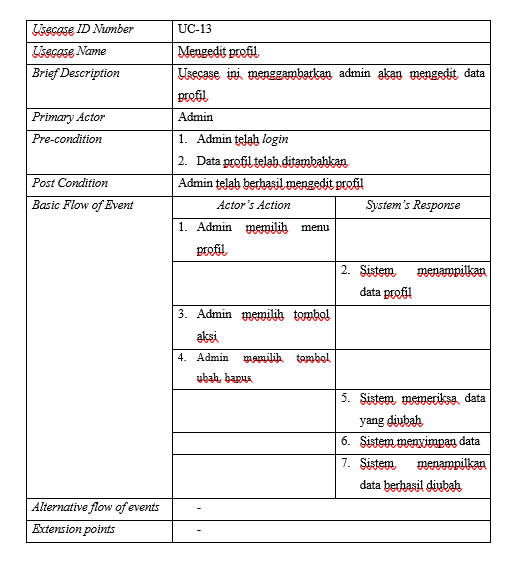 Usecase ID Number UC-13
Usecase Name Mengedit profil
Brief Description Usecase ini menggambarkan admin akan mengedit data
profil
Primary Actor Admin
Pre-condition 1. Admin telah login
2. Data profil telah ditambahkan
Post Condition Admin telah berhasil mengedit profil
Basic Flow of Event Actor's Action System's Response
1. Admin memilih menu
profil
2. Sistem menampilkan
data profil
3. Admin memilih tombol
aksi
4. Admin memilih tombol
ubah, hapus
5. Sistem memeriksa data
yang diubah
6. Sistem menyimpan data
7. Sistem menampilkan
data berhasil diubah
Alternative flow of events -
Extension points -